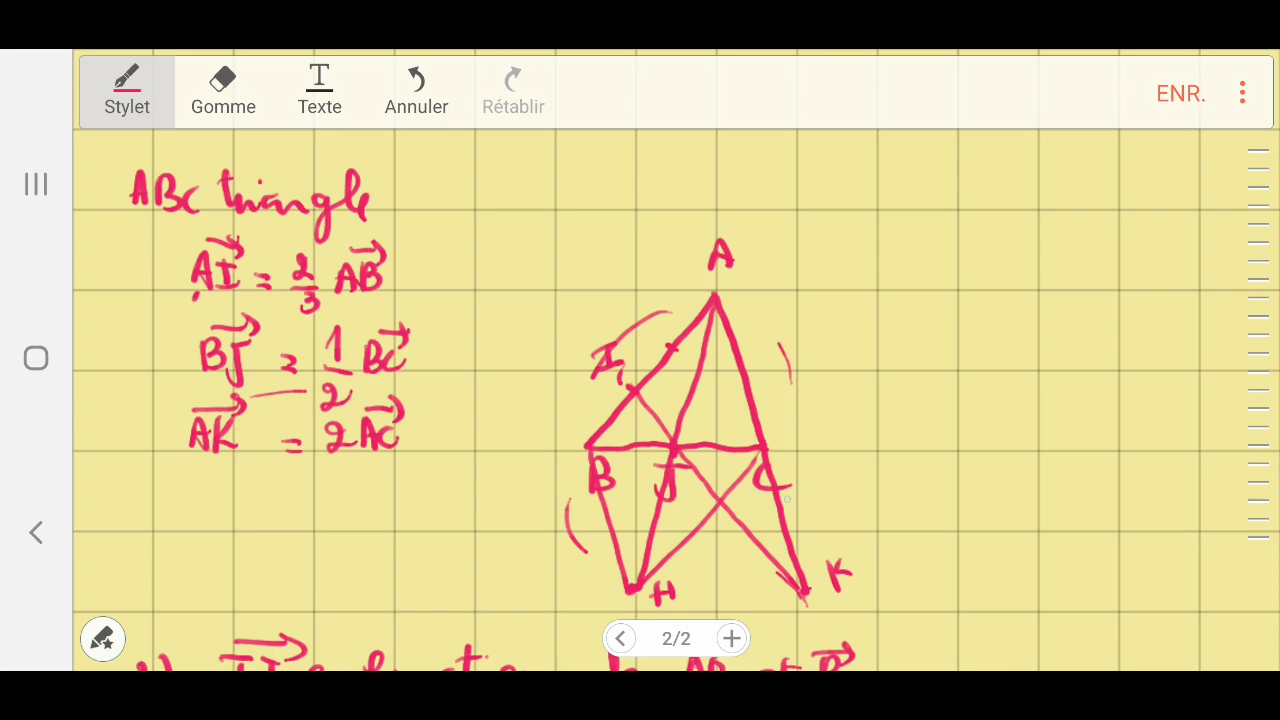 Stylet Gomme Texte Annuler Rétablir ENR.
ABC triangle
AI = 2/3 AB
BJ = 1/2 BC
AK = 2AC
A
I
B J C
H K
2/2